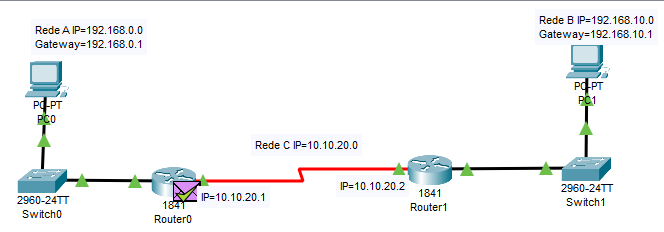 Rede A IP=192.168.0.0
Gateway=192.168.0.1
PC-PT
PC0
2960-24TT
Switch0
1841
Router0
IP=10.10.20.1
Rede C IP=10.10.20.0
IP=10.10.20.2
1841
Router1
Rede B IP=192.168.10.0
Gateway=192.168.10.1
PC-PT
PC1
2960-24TT
Switch1